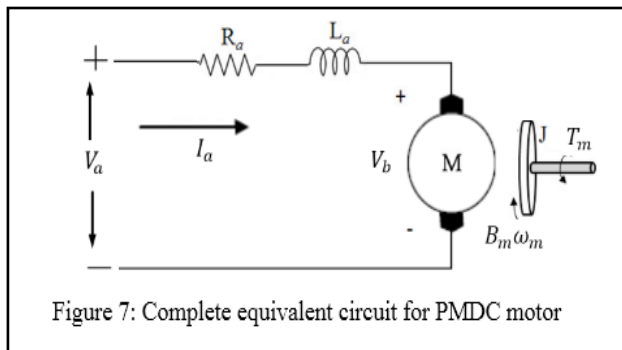 R_a
L_a
+
+
I_a
V_a
V_b
M
J
T_m
B_mω_m
-
—
Figure 7: Complete equivalent circuit for PMDC motor